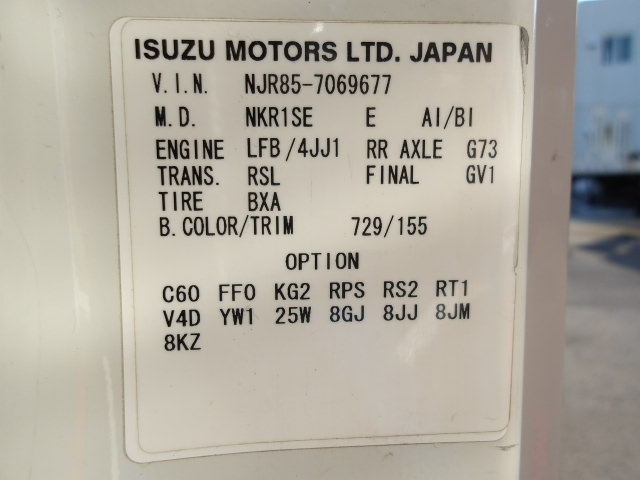 ISUZU MOTORS LTD. JAPAN
V.I.N. NJR85-7069677
M.D. NKR1SE E AI/BI
ENGINE LFB/4JJ1 RR AXLE G73
TRANS. RSL FINAL GV1
TIRE BXA
B.COLOR/TRIM 729/155
OPTION
C60 FF0 KG2 RPS RS2 RT1
V4D YW1 25W 8GJ 8JJ 8JM
8KZ